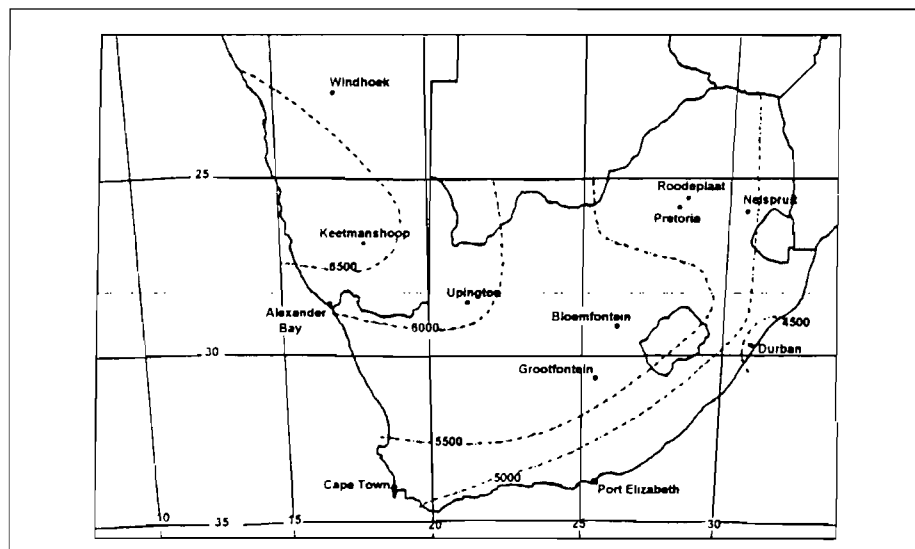 Windhoek
25
Roodeplaat
Pretoria
Nelspruit
Keetmanshoop
6500
Upington
Alexander
Bay
6000
Bloemfontein
4500
Durban
30
Grootfontein
5500
5000
Cape Town
Port Elizabeth
10
35
15
20
25
30